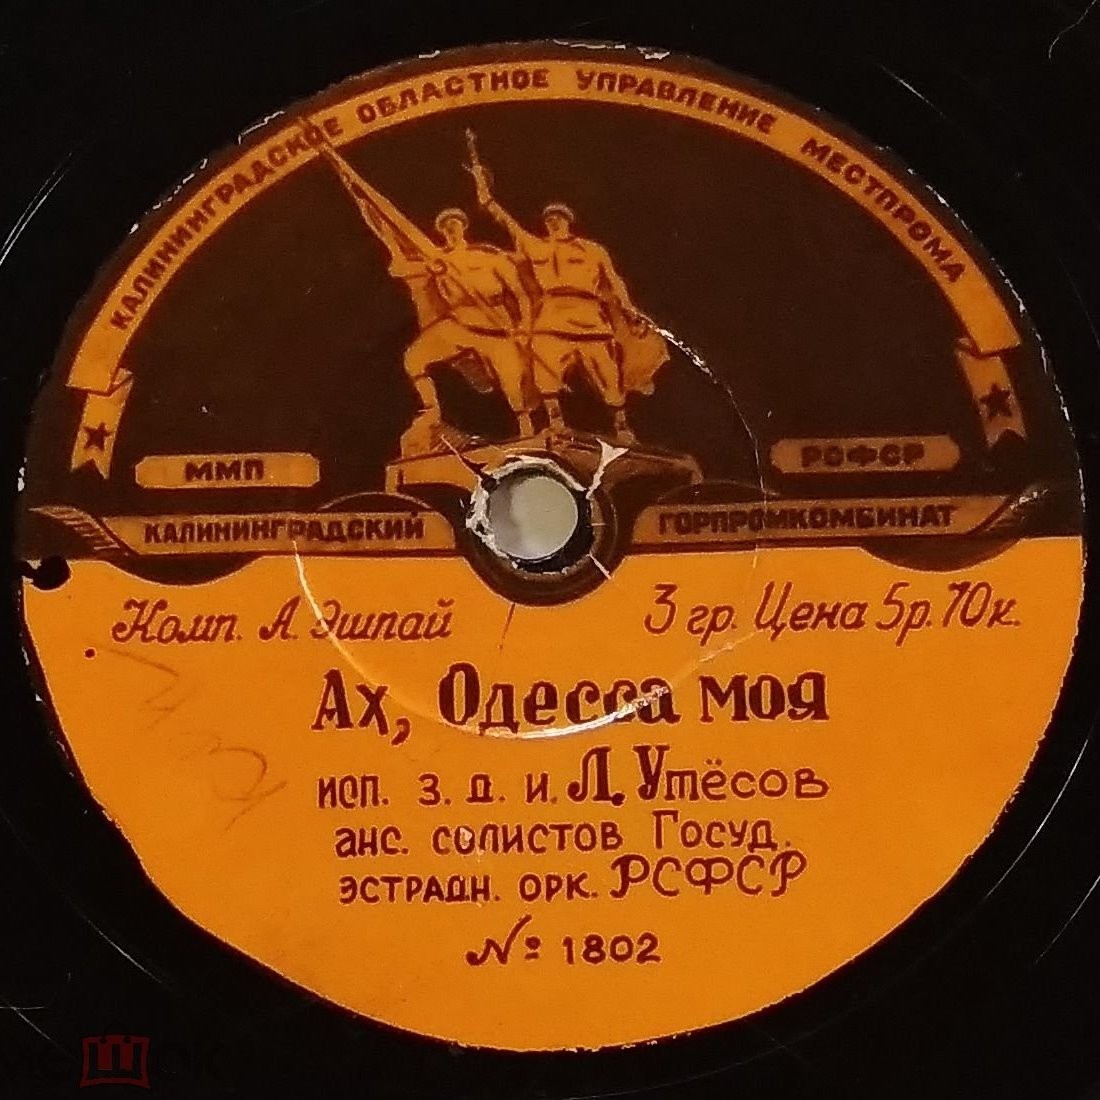 КАЛИНИНГРАДСКОЕ ОБЛАСТНОЕ УПРАВЛЕНИЕ МЕСТПРОМА
ММП
РСФСР
КАЛИНИНГРАДСКИЙ ГОРПРОМКОМБИНАТ
Комп. А. Эшпай
3 гр. Цена 5р. 70к.
Ах, Одесса моя
исп. з. д. и. Л. Утёсов
анс. солистов Госуд.
эстрадн. орк. РСФСР
№ 1802